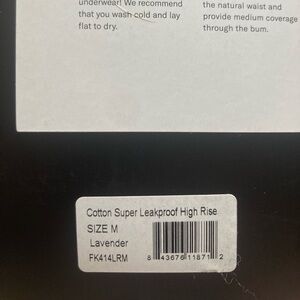 underwear! We recommend
that you wash cold and lay
flat to dry.
the natural waist and
provide medium coverage
through the bum.
Cotton Super Leakproof High Rise
SIZE M
Lavender
FK414LRM
8 43676 11871 2